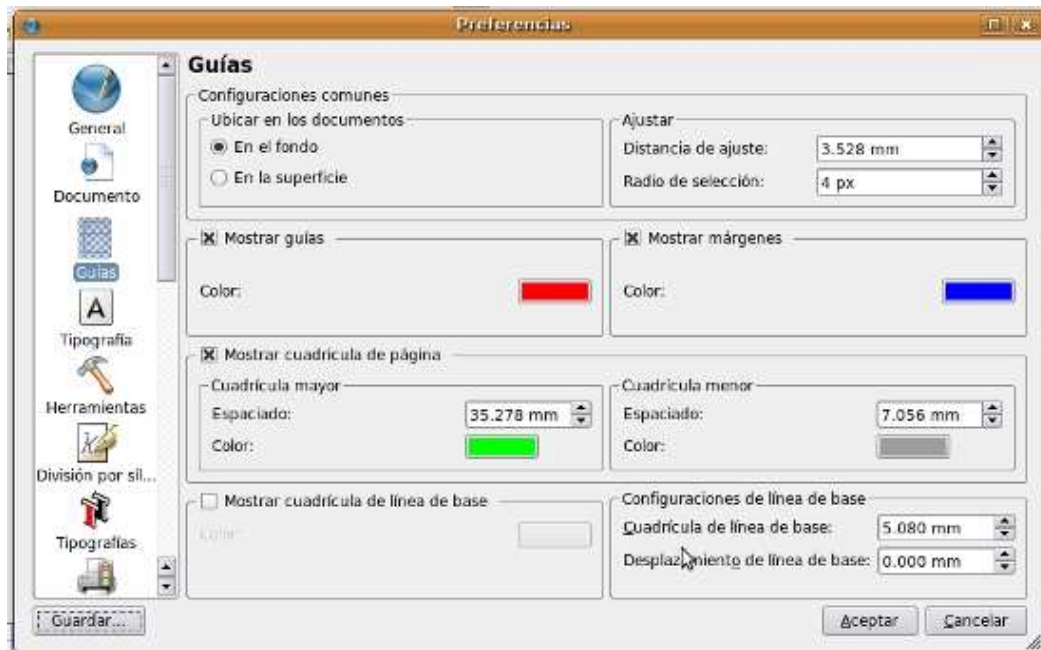 Preferencias
General
Documento
Guías
Tipografía
Herramientas
División por síl...
Tipografías
Guías
Configuraciones comunes
Ubicar en los documentos
En el fondo
En la superficie
Ajustar
Distancia de ajuste: 3.528 mm
Radio de selección: 4 px
Mostrar guías
Color:
Mostrar márgenes
Color:
Mostrar cuadrícula de página
Cuadrícula mayor
Espaciado: 35.278 mm
Color:
Cuadrícula menor
Espaciado: 7.056 mm
Color:
Mostrar cuadrícula de línea de base
Color:
Configuraciones de línea de base
Cuadrícula de línea de base: 5.080 mm
Desplazamiento de línea de base: 0.000 mm
Guardar...
Aceptar
Cancelar